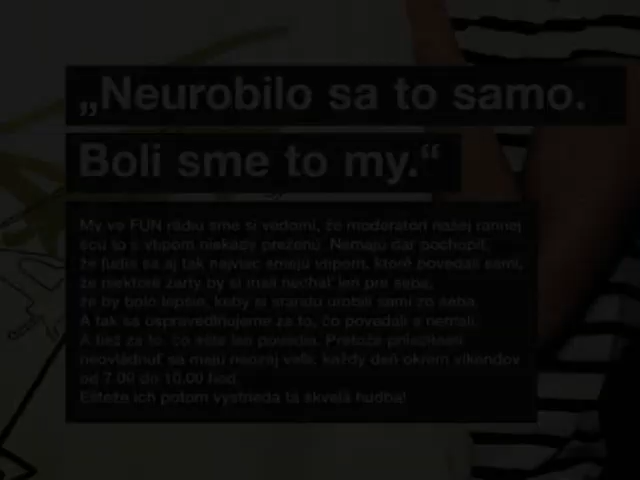 „Neurobilo sa to samo.
Boli sme to my.“
My vo FUN rádiu sme si vedomí, že moderátori našej rannej
šou to s vtipom niekedy preženú. Nemajú dar pochopiť,
že ľudia sa aj tak najviac smejú vtipom, ktoré povedali sami,
že niektoré žarty by si mali nechať len pre seba,
že by bolo lepšie, keby si srandu urobili sami zo seba.
A tak sa ospravedlňujeme za to, čo povedali a nemali.
A tiež za to, čo ešte len povedia. Pretože príležitostí
neovládnuť sa majú naozaj veľa, každý deň okrem víkendov
od 7.00 do 10.00 hod.
Ešteže ich potom vystrieda tá skvelá hudba!